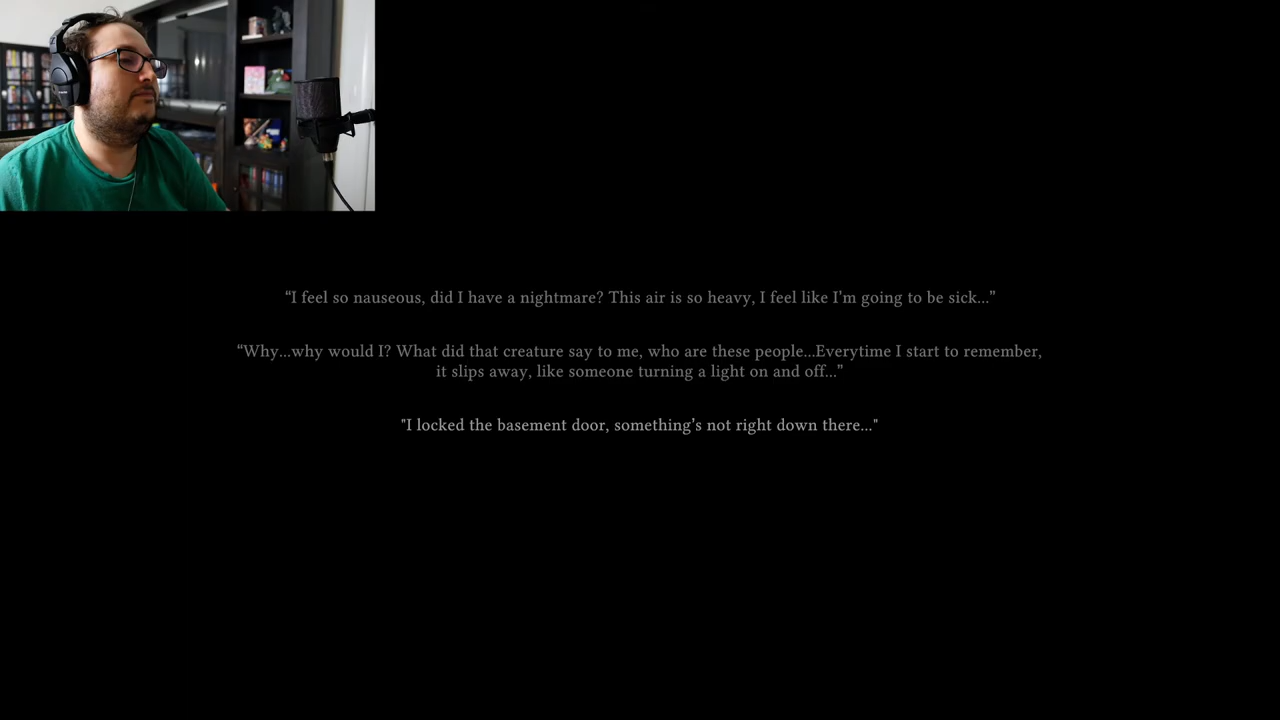 “I feel so nauseous, did I have a nightmare? This air is so heavy, I feel like I'm going to be sick...”
“Why...why would I? What did that creature say to me, who are these people...Everytime I start to remember,
it slips away, like someone turning a light on and off...”
"I locked the basement door, something’s not right down there..."